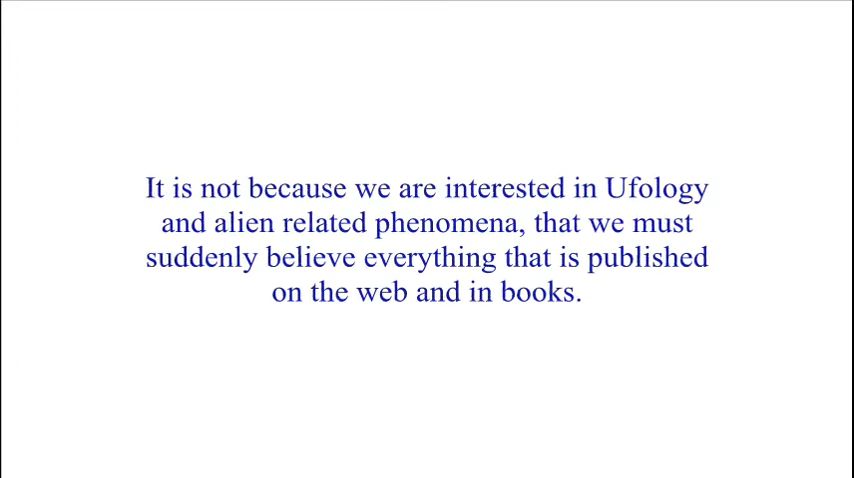 It is not because we are interested in Ufology
and alien related phenomena, that we must
suddenly believe everything that is published
on the web and in books.